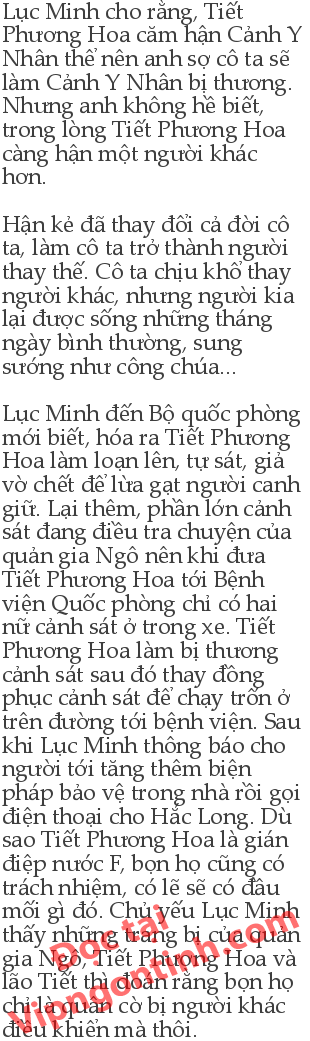 Lục Minh cho rằng, Tiết
Phương Hoa căm hận Cảnh Y
Nhân thế nên anh sợ cô ta sẽ
làm Cảnh Y Nhân bị thương.
Nhưng anh không hề biết,
trong lòng Tiết Phương Hoa
càng hận một người khác
hơn.
Hận kẻ đã thay đổi cả đời cô
ta, làm cô ta trở thành người
thay thế. Cô ta chịu khổ thay
người khác, nhưng người kia
lại được sống những tháng
ngày bình thường, sung
sướng như công chúa...
Lục Minh đến Bộ quốc phòng
mới biết, hóa ra Tiết Phương
Hoa làm loạn lên, tự sát, giả
vờ chết để lừa gạt người canh
giữ. Lại thêm, phần lớn cảnh
sát đang điều tra chuyện của
quản gia Ngô nên khi đưa
Tiết Phương Hoa tới Bệnh
viện Quốc phòng chỉ có hai
nữ cảnh sát ở trong xe. Tiết
Phương Hoa làm bị thương
cảnh sát sau đó thay đồng
phục cảnh sát để chạy trốn ở
trên đường tới bệnh viện. Sau
khi Lục Minh thông báo cho
người tới tăng thêm biện
pháp bảo vệ trong nhà rồi gọi
điện thoại cho Hắc Long. Dù
sao Tiết Phương Hoa là gián
điệp nước F, bọn họ cũng có
trách nhiệm, có lẽ sẽ có đầu
mối gì đó. Chủ yếu Lục Minh
thấy những trang bị của quản
gia Ngô, Tiết Phương Hoa và
lão Tiết thì đoán rằng bọn họ
chỉ là quân cờ bị người khác
điều khiển mà thôi.
Đọc tại
Vipngontinh.com